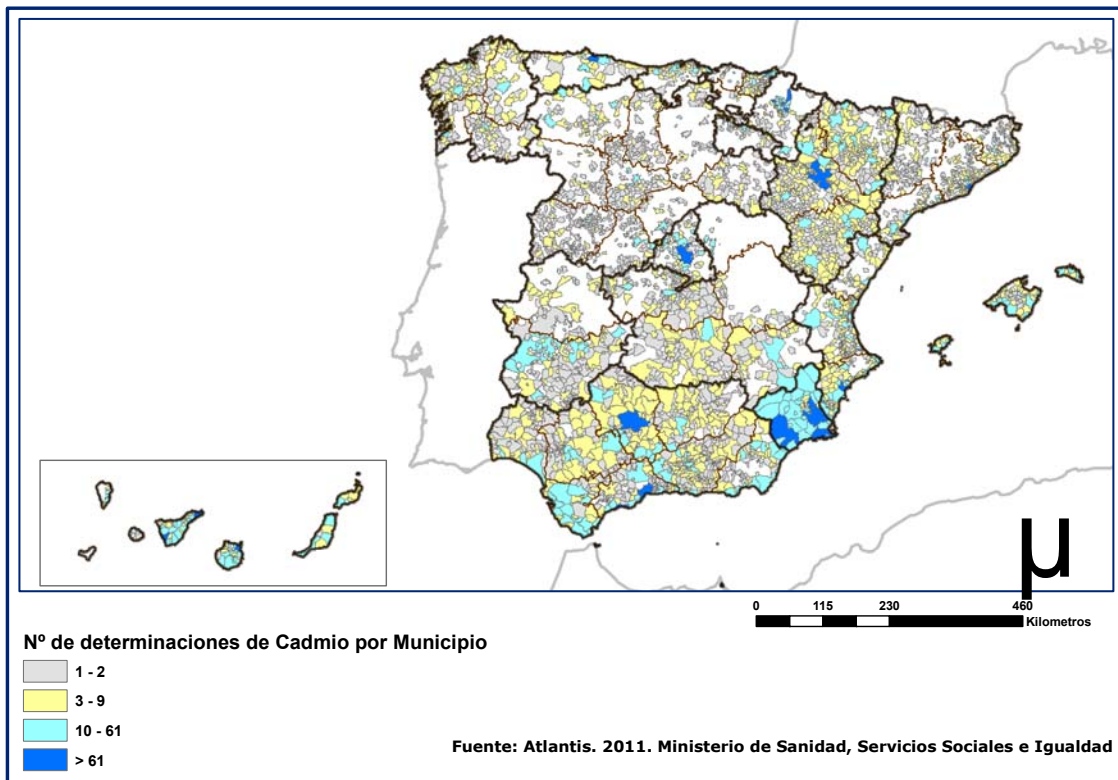 µ
0 115 230 460
Kilometros
Nº de determinaciones de Cadmio por Municipio
1 - 2
3 - 9
10 - 61
> 61
Fuente: Atlantis. 2011. Ministerio de Sanidad, Servicios Sociales e Igualdad